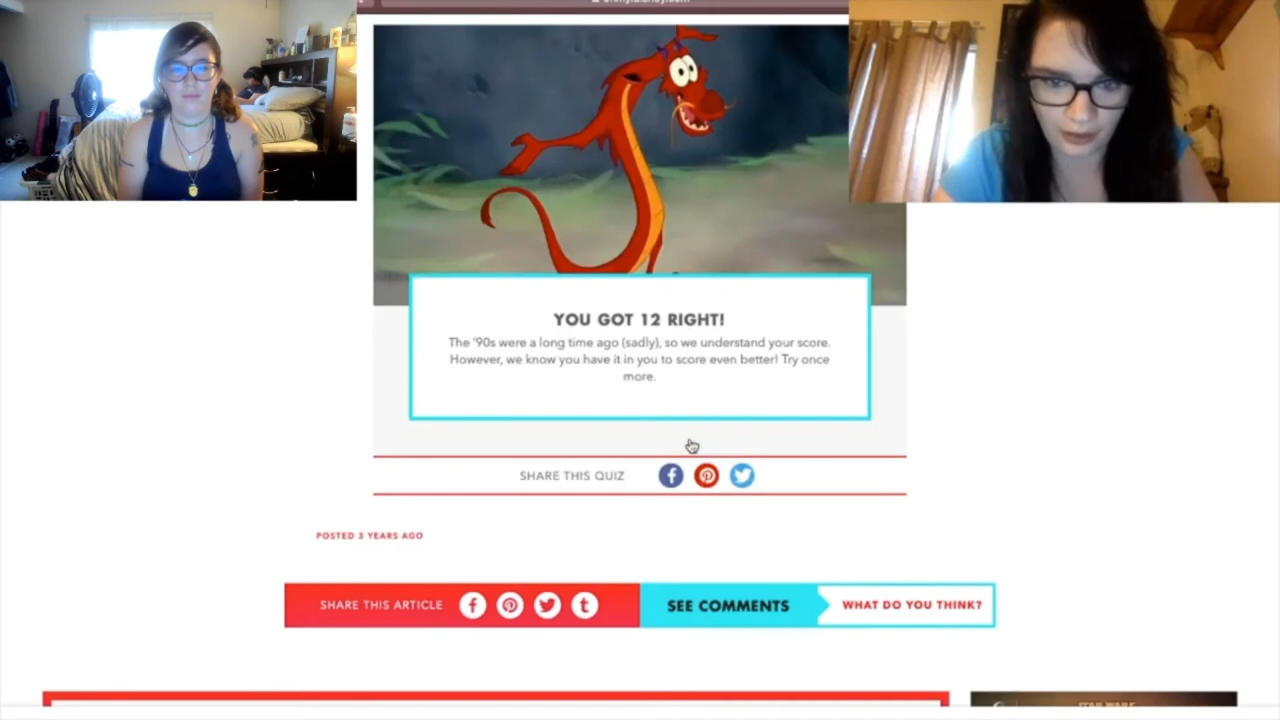 YOU GOT 12 RIGHT!
The '90s were a long time ago (sadly), so we understand your score.
However, we know you have it in you to score even better! Try once
more.
SHARE THIS QUIZ
POSTED 3 YEARS AGO
SHARE THIS ARTICLE
SEE COMMENTS
WHAT DO YOU THINK?
STAR WARS